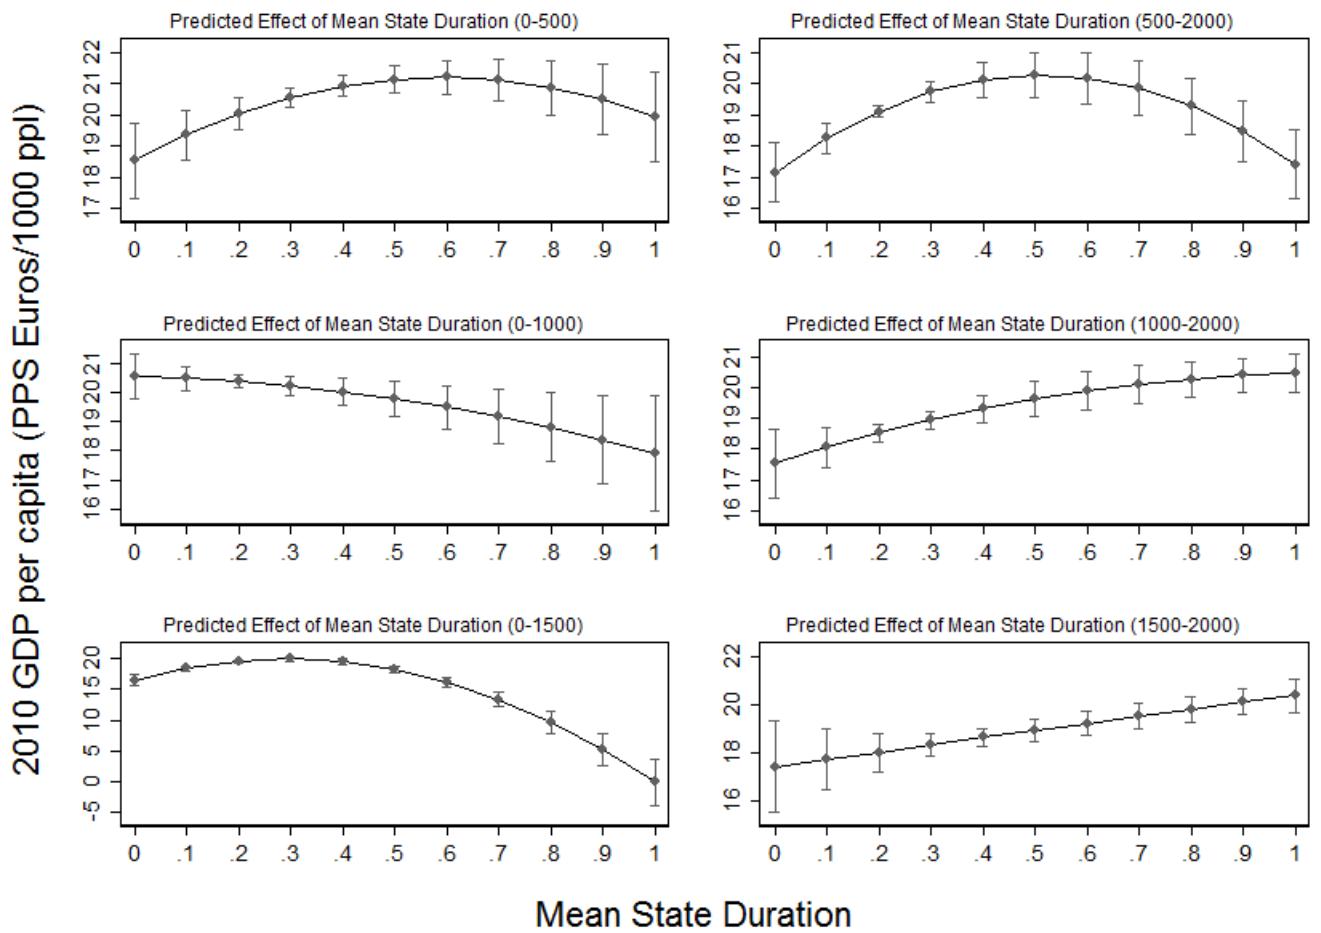 2010 GDP per capita (PPS Euros/1000 ppl)
Predicted Effect of Mean State Duration (0-500)
22
21
20
19
18
17
0 .1 .2 .3 .4 .5 .6 .7 .8 .9 1
Predicted Effect of Mean State Duration (500-2000)
21
20
19
18
17
16
0 .1 .2 .3 .4 .5 .6 .7 .8 .9 1
Predicted Effect of Mean State Duration (0-1000)
21
20
19
18
17
16
0 .1 .2 .3 .4 .5 .6 .7 .8 .9 1
Predicted Effect of Mean State Duration (1000-2000)
21
20
19
18
17
16
0 .1 .2 .3 .4 .5 .6 .7 .8 .9 1
Predicted Effect of Mean State Duration (0-1500)
20
15
10
5
0
-5
0 .1 .2 .3 .4 .5 .6 .7 .8 .9 1
Predicted Effect of Mean State Duration (1500-2000)
22
20
18
16
0 .1 .2 .3 .4 .5 .6 .7 .8 .9 1
Mean State Duration